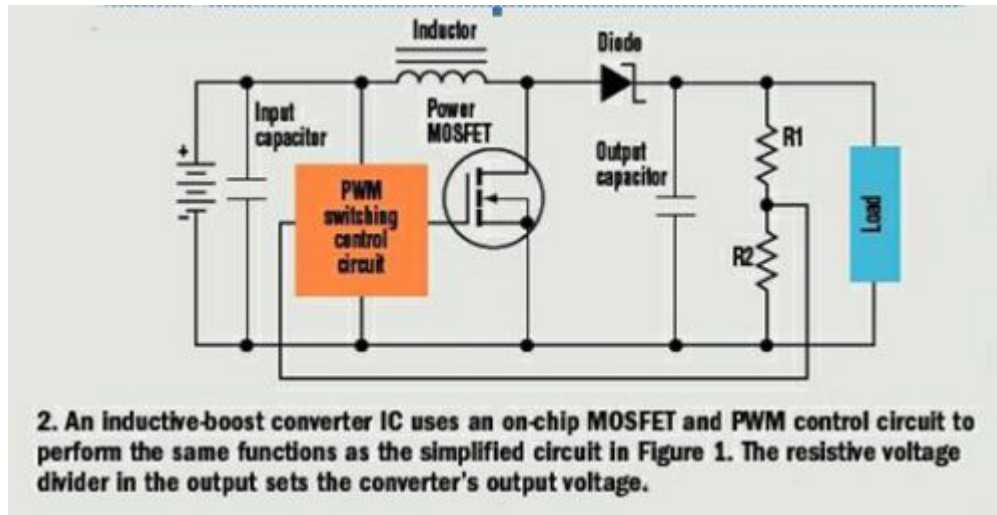 Inductor
Diode
Input
capacitor
Power
MOSFET
R1
Output
capacitor
+
PWM
switching
control
circuit
Load
-
R2
2. An inductive-boost converter IC uses an on-chip MOSFET and PWM control circuit to
perform the same functions as the simplified circuit in Figure 1. The resistive voltage
divider in the output sets the converter's output voltage.